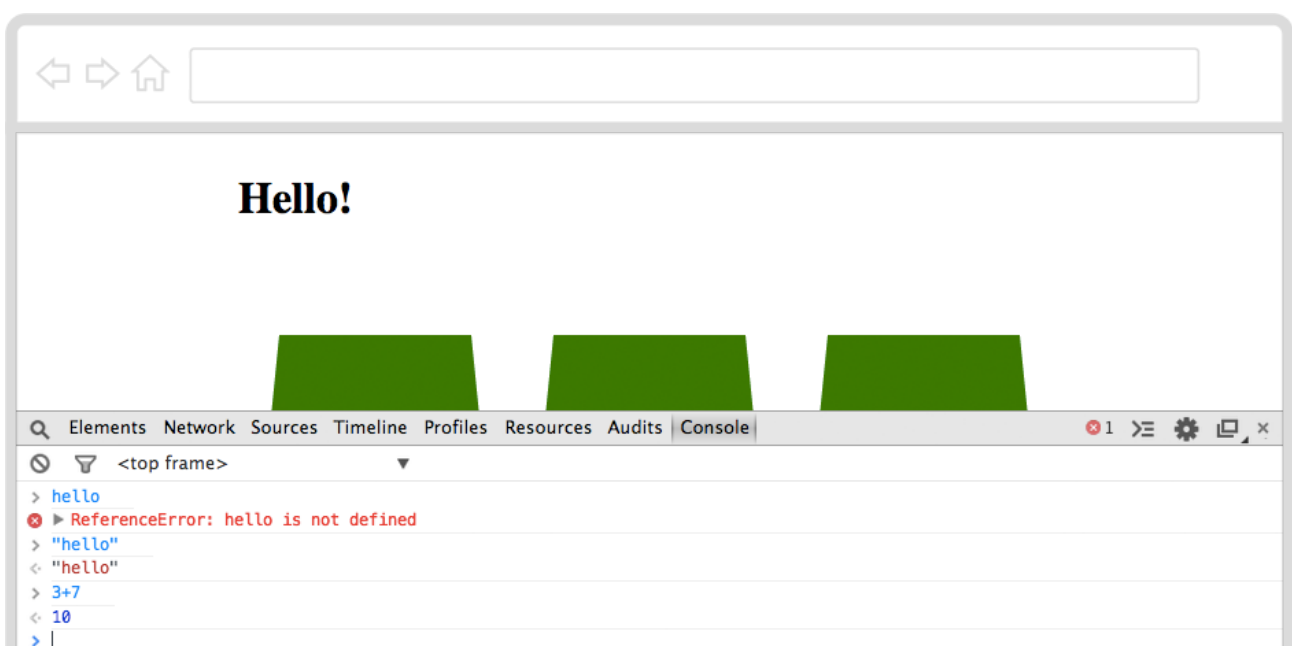 Hello!
Elements Network Sources Timeline Profiles Resources Audits Console 1
<top frame>
hello
ReferenceError: hello is not defined
"hello"
"hello"
3+7
10